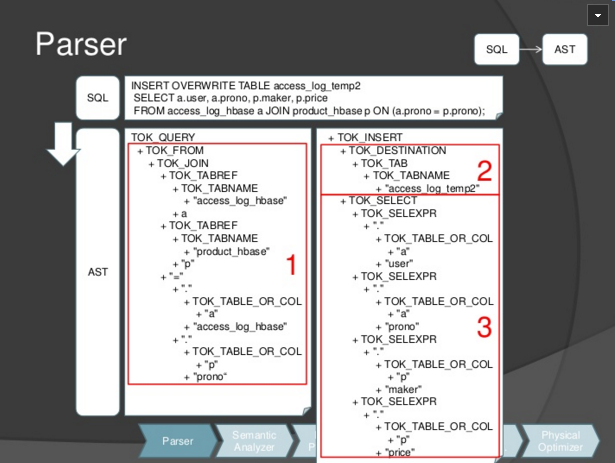 Parser
SQL
AST
SQL
INSERT OVERWRITE TABLE access_log_temp2
SELECT a.user, a.prono, p.maker, p.price
FROM access_log_hbase a JOIN product_hbase p ON (a.prono = p.prono);
AST
TOK_QUERY
+ TOK_FROM
+ TOK_JOIN
+ TOK_TABREF
+ TOK_TABNAME
+ "access_log_hbase"
+ a
+ TOK_TABREF
+ TOK_TABNAME
+ "product_hbase"
+ "p"
+ "="
+ "."
+ TOK_TABLE_OR_COL
+ "a"
+ "access_log_hbase"
+ "."
+ TOK_TABLE_OR_COL
+ "p"
+ "prono"
1
+ TOK_INSERT
+ TOK_DESTINATION
+ TOK_TAB
+ TOK_TABNAME
+ "access_log_temp2"
2
+ TOK_SELECT
+ TOK_SELEXPR
+ "."
+ TOK_TABLE_OR_COL
+ "a"
+ "user"
+ TOK_SELEXPR
+ "."
+ TOK_TABLE_OR_COL
+ "a"
+ "prono"
+ TOK_SELEXPR
+ "."
+ TOK_TABLE_OR_COL
+ "p"
+ "maker"
+ TOK_SELEXPR
+ "."
+ TOK_TABLE_OR_COL
+ "p"
+ "price"
3
Parser
Semantic
Analyzer
Physical
Optimizer